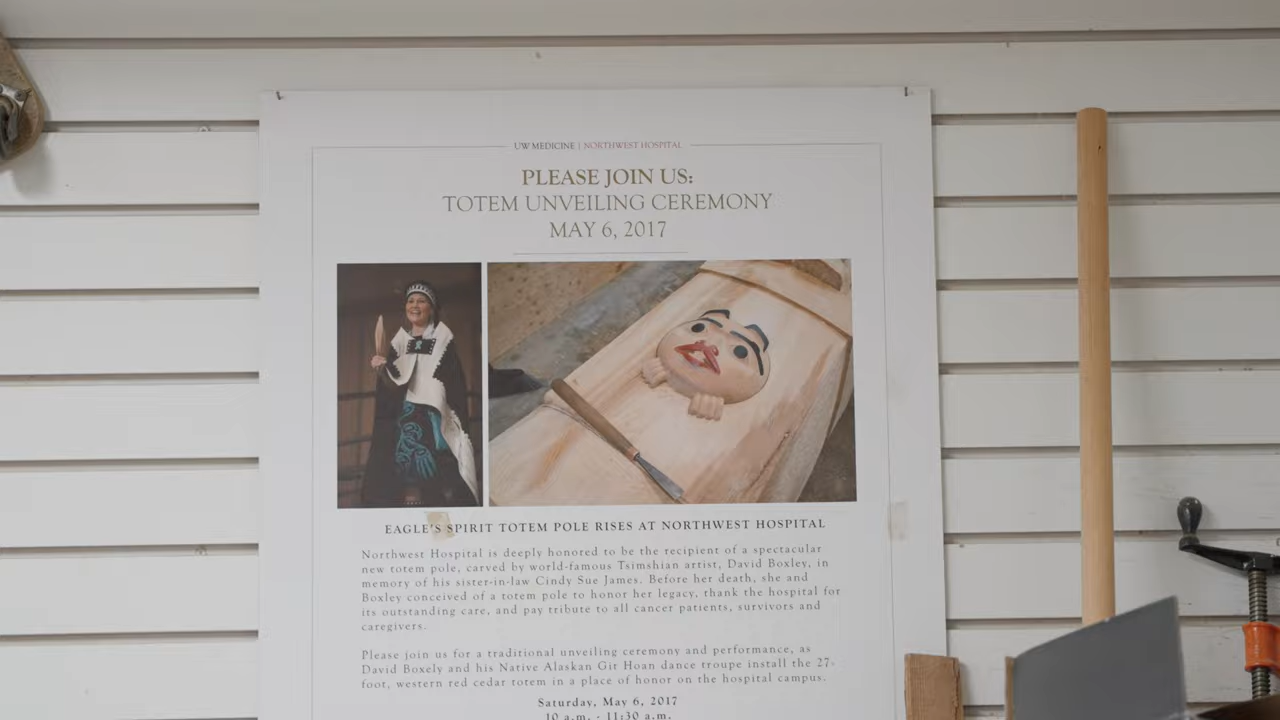 UW MEDICINE | NORTHWEST HOSPITAL
PLEASE JOIN US:
TOTEM UNVEILING CEREMONY
MAY 6, 2017
EAGLE'S SPIRIT TOTEM POLE RISES AT NORTHWEST HOSPITAL
Northwest Hospital is deeply honored to be the recipient of a spectacular
new totem pole, carved by world-famous Tsimshian artist, David Boxley, in
memory of his sister-in-law Cindy Sue James. Before her death, she and
Boxley conceived of a totem pole to honor her legacy, thank the hospital for
its outstanding care, and pay tribute to all cancer patients, survivors and
caregivers.
Please join us for a traditional unveiling ceremony and performance, as
David Boxely and his Native Alaskan Git Hoan dance troupe install the 27-
foot, western red cedar totem in a place of honor on the hospital campus.
Saturday, May 6, 2017
10 a.m. - 11:30 a.m.